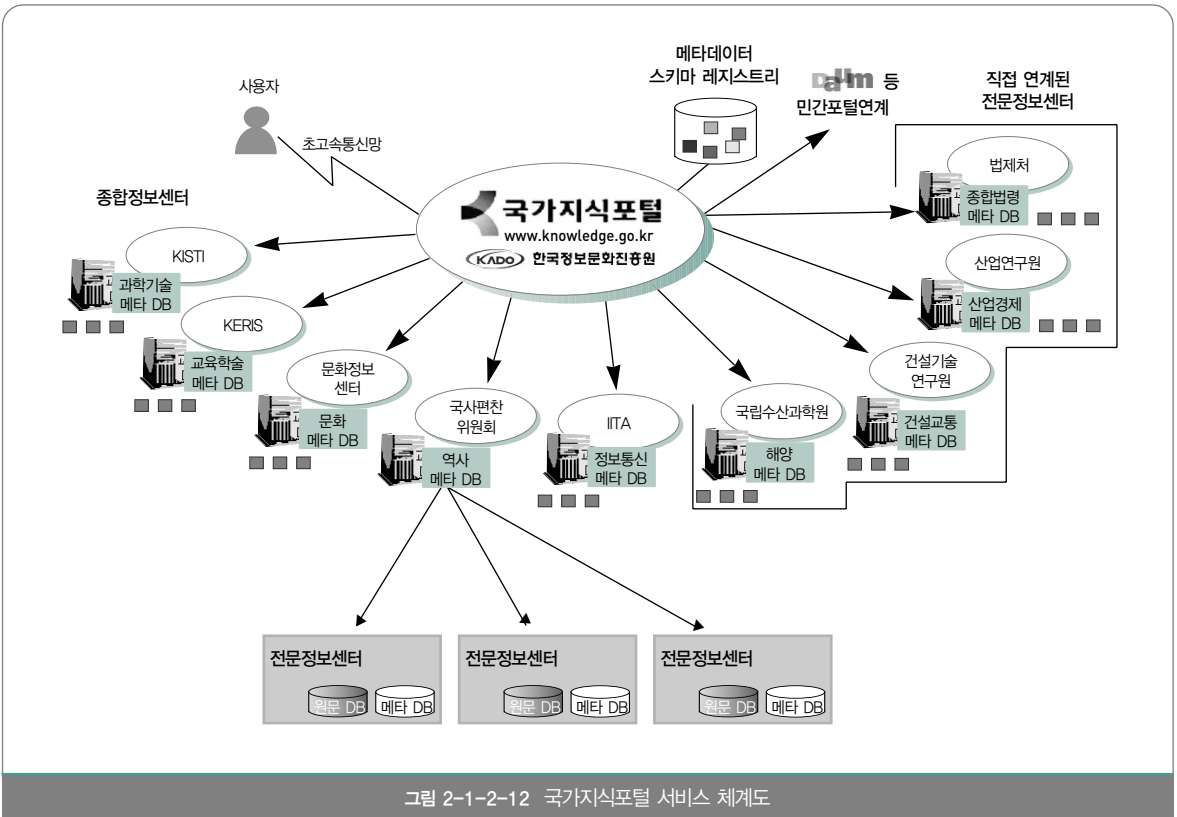 메타데이터
스키마 레지스트리
Daum 등
민간포털연계
직접 연계된
전문정보센터
사용자
초고속통신망
종합정보센터
국가지식포털
www.knowledge.go.kr
KADO 한국정보문화진흥원
법제처
종합법령
메타 DB
산업연구원
산업경제
메타 DB
건설기술
연구원
건설교통
메타 DB
국립수산과학원
해양
메타 DB
KISTI
과학기술
메타 DB
KERIS
교육학술
메타 DB
문화정보
센터
문화
메타 DB
국사편찬
위원회
역사
메타 DB
IITA
정보통신
메타 DB
전문정보센터
원문 DB 메타 DB
전문정보센터
원문 DB 메타 DB
전문정보센터
원문 DB 메타 DB
그림 2-1-2-12 국가지식포털 서비스 체계도